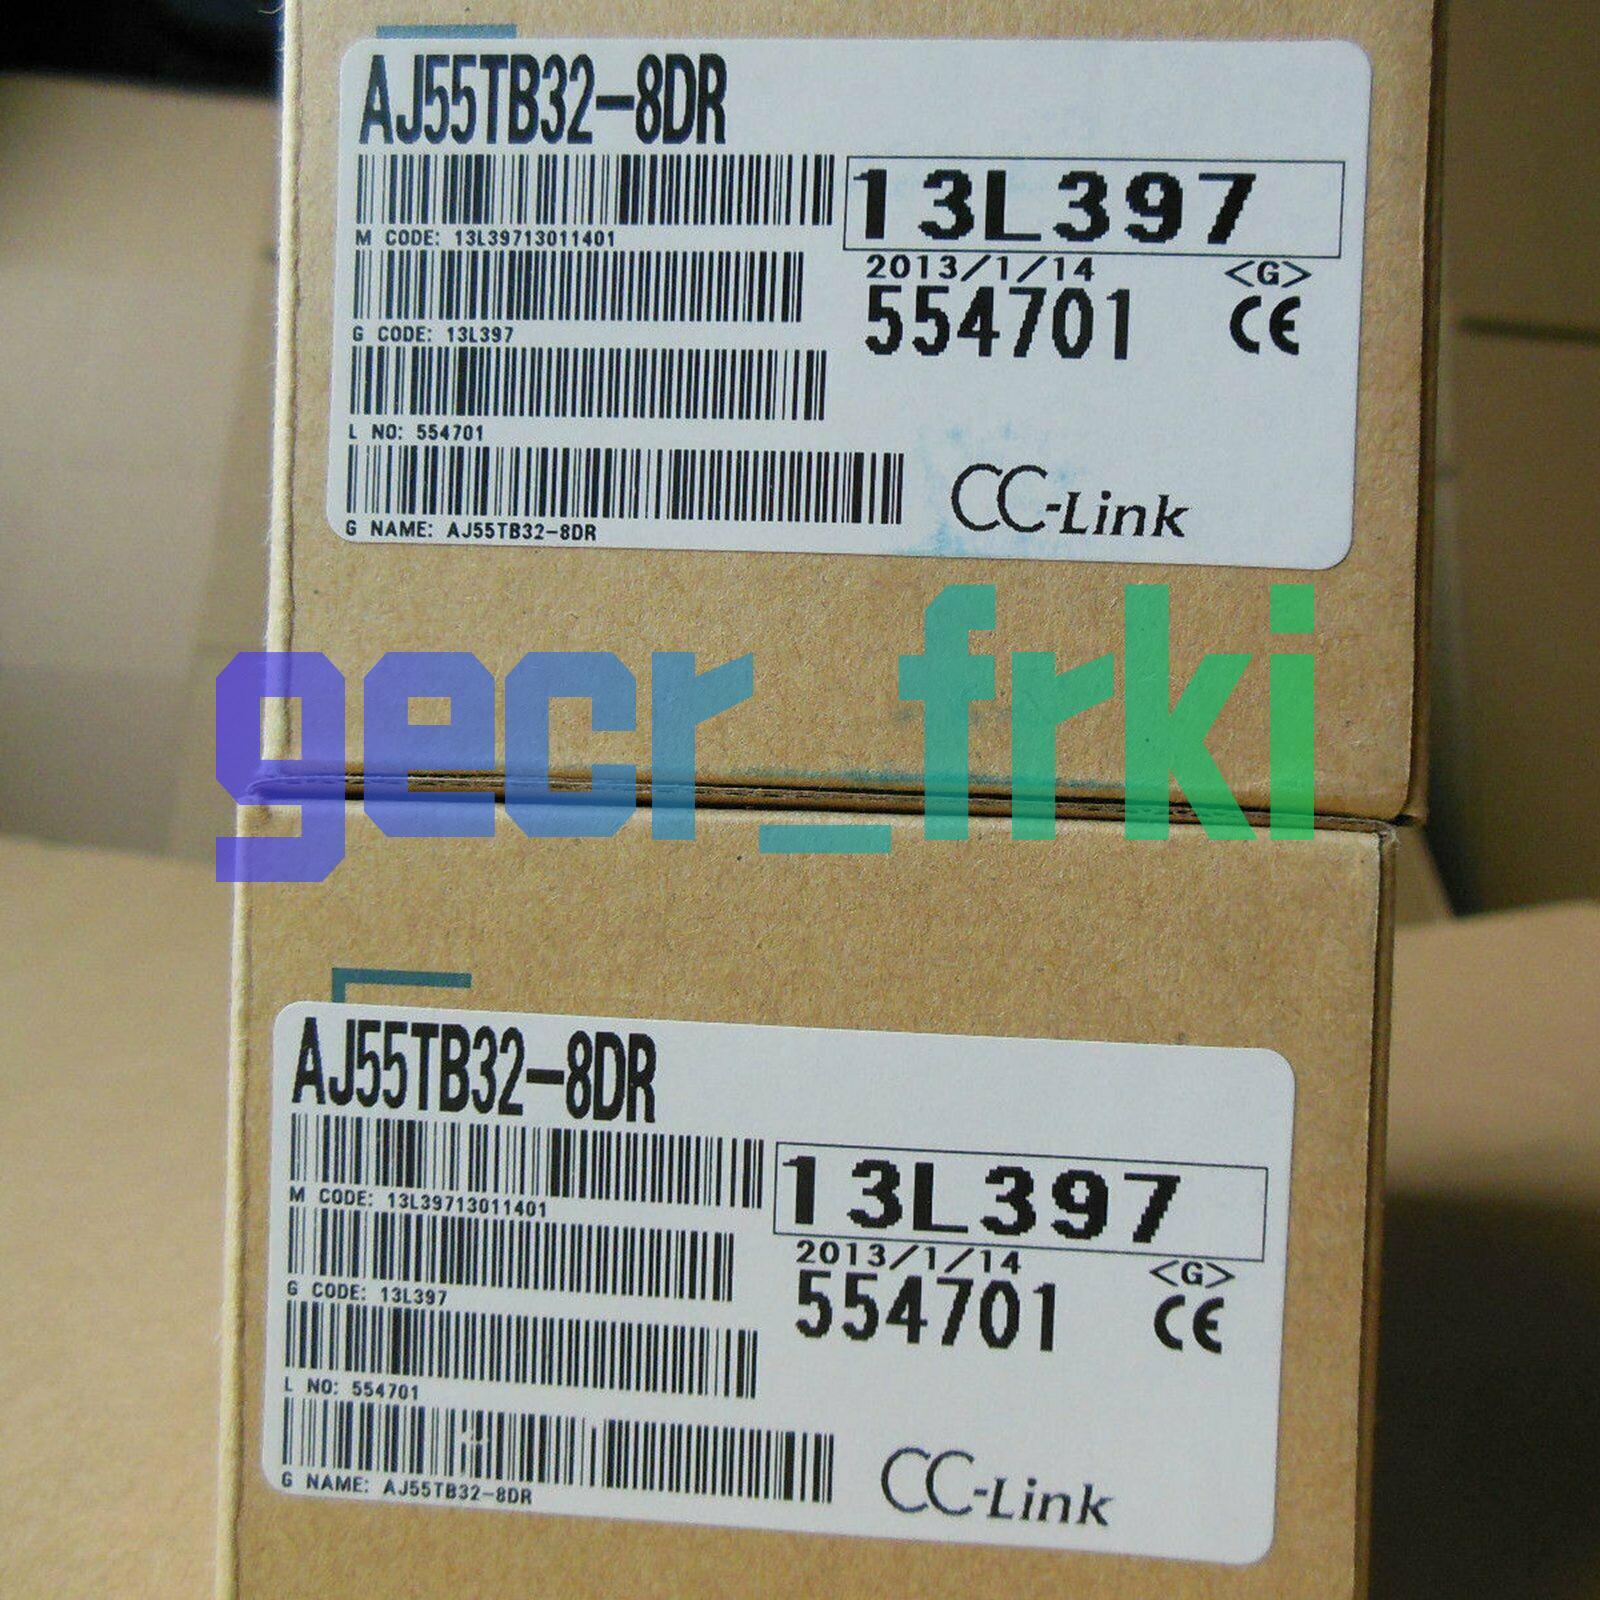 AJ55TB32-8DR
13L397
M CODE: 13L39713011401
2013/1/14 <G>
G CODE: 13L397
554701 CE
L NO: 554701
CC-Link
G NAME: AJ55TB32-8DR
gecr_frki
AJ55TB32-8DR
13L397
M CODE: 13L39713011401
2013/1/14 <G>
G CODE: 13L397
554701 CE
L NO: 554701
CC-Link
G NAME: AJ55TB32-8DR